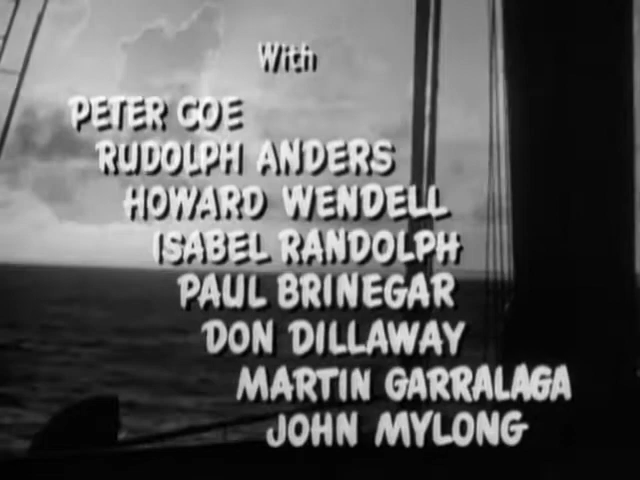 With
PETER COE
RUDOLPH ANDERS
HOWARD WENDELL
ISABEL RANDOLPH
PAUL BRINEGAR
DON DILLAWAY
MARTIN GARRALAGA
JOHN MYLONG